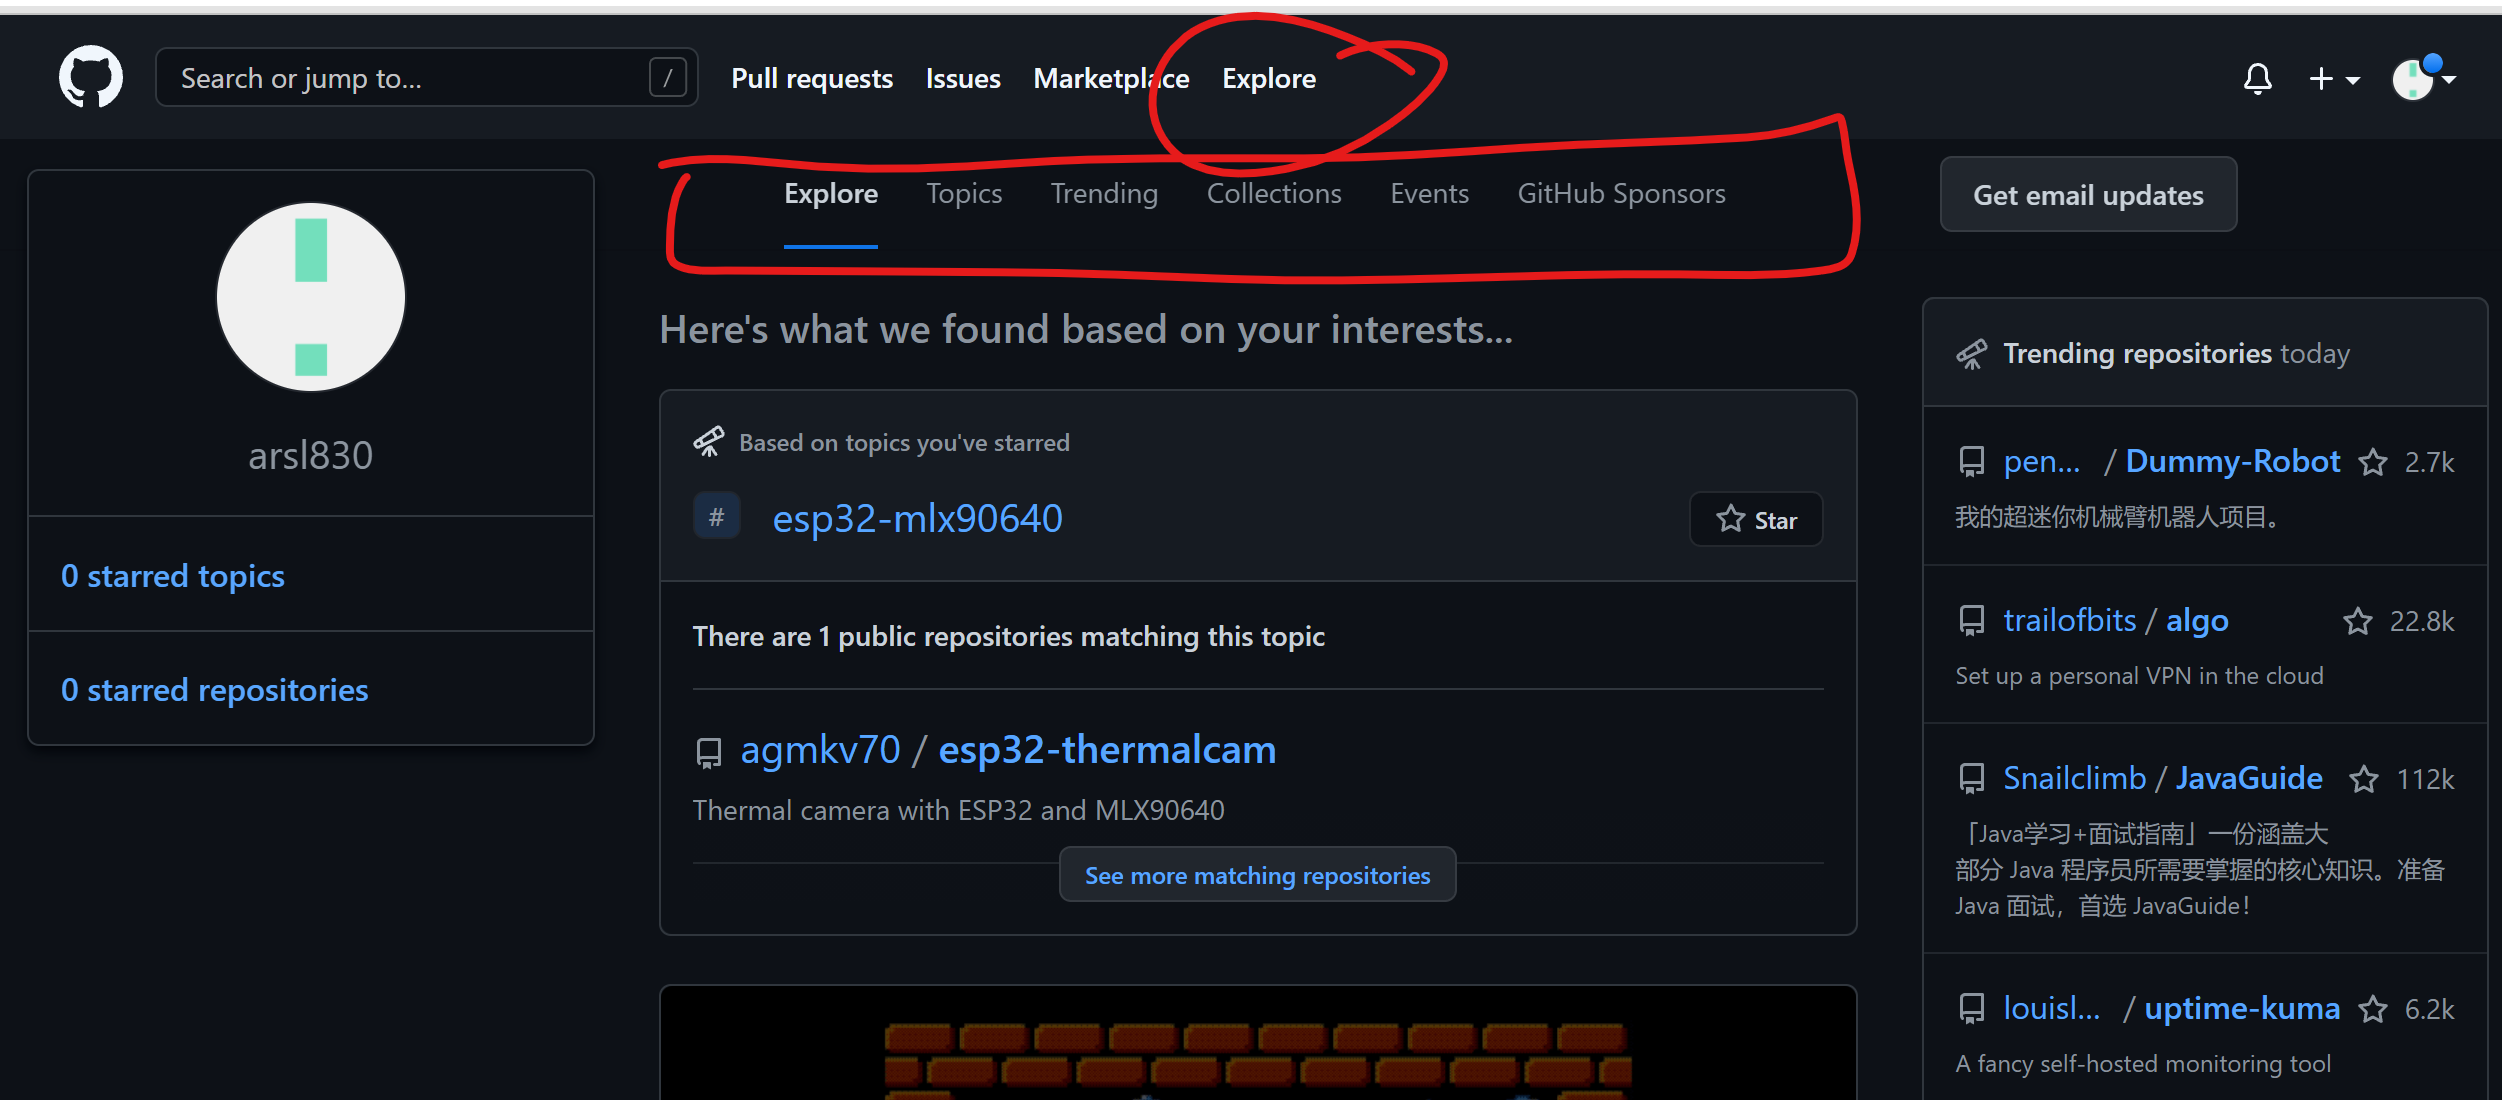 Search or jump to... /
Pull requests Issues Marketplace Explore
Explore Topics Trending Collections Events GitHub Sponsors
Get email updates
arsl830
0 starred topics
0 starred repositories
Here's what we found based on your interests...
Based on topics you've starred
# esp32-mlx90640
Star
There are 1 public repositories matching this topic
agmkv70 / esp32-thermalcam
Thermal camera with ESP32 and MLX90640
See more matching repositories
Trending repositories today
pen... / Dummy-Robot 2.7k
我的超迷你机械臂机器人项目。
trailofbits / algo 22.8k
Set up a personal VPN in the cloud
Snailclimb / JavaGuide 112k
「Java学习+面试指南」一份涵盖大
部分 Java 程序员所需要掌握的核心知识。准备
Java 面试，首选 JavaGuide！
louisl... / uptime-kuma 6.2k
A fancy self-hosted monitoring tool